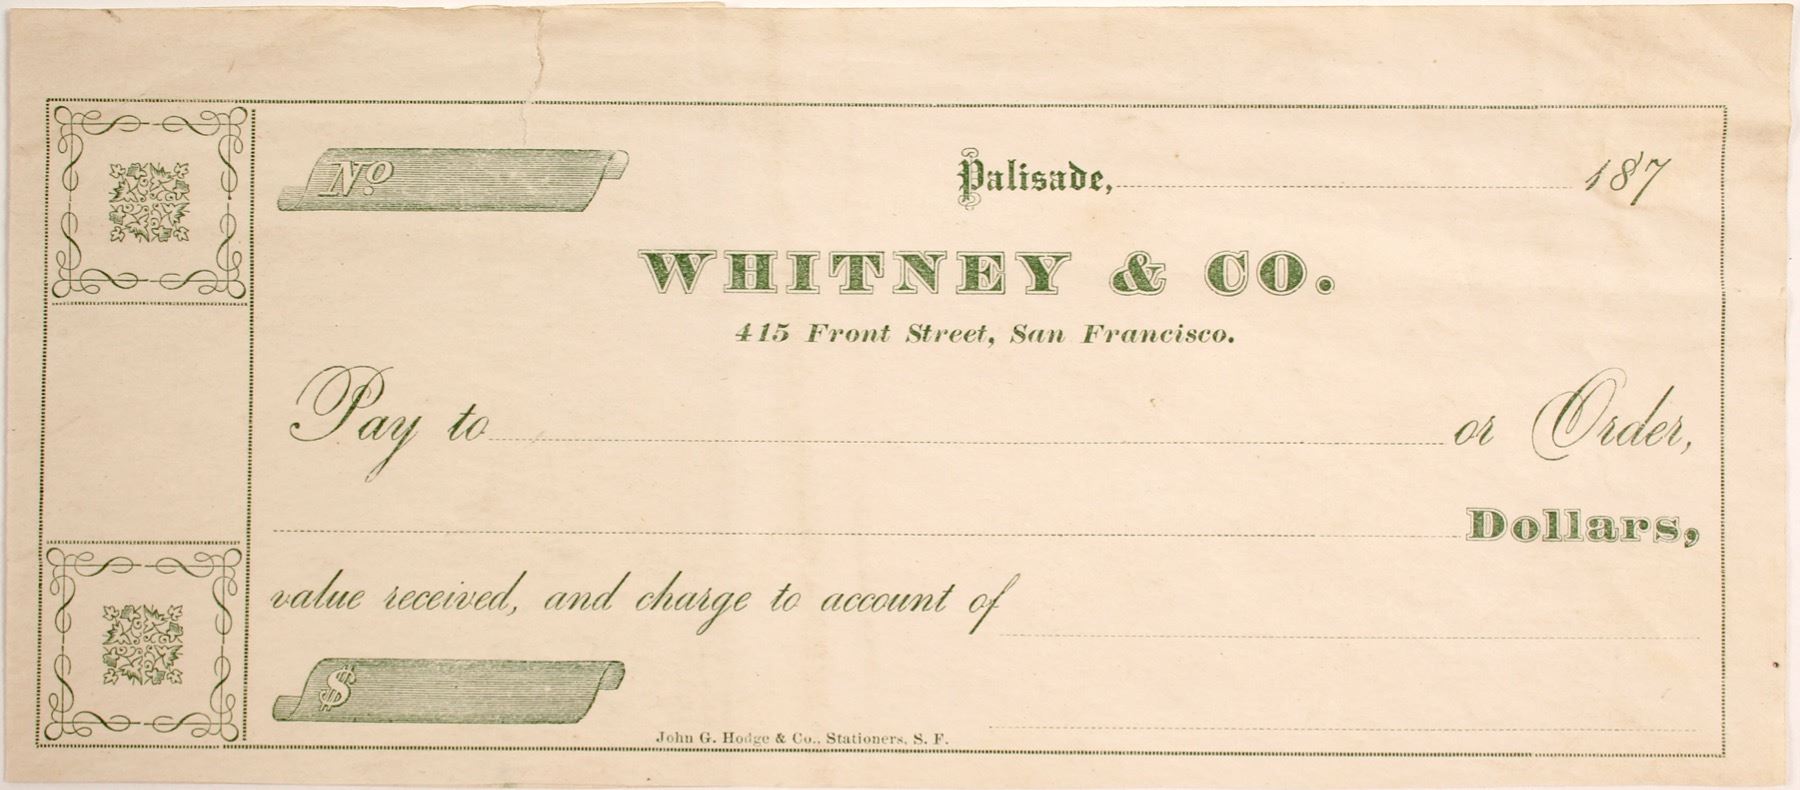 No.
Palisade, 187
WHITNEY & CO.
415 Front Street, San Francisco.
Pay to or Order,
Dollars,
value received, and charge to account of
$
John G. Hodge & Co., Stationers, S. F.